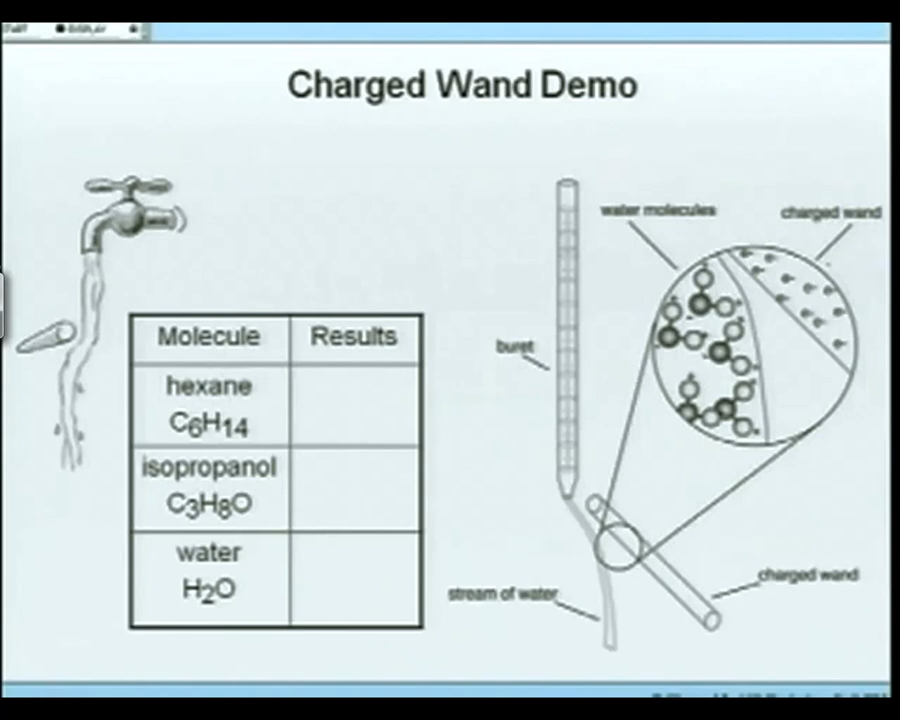 DISPLAY
Charged Wand Demo
water molecules
charged wand
Molecule Results
buret
hexane
C6H14
isopropanol
C3H8O
water
H2O
charged wand
stream of water